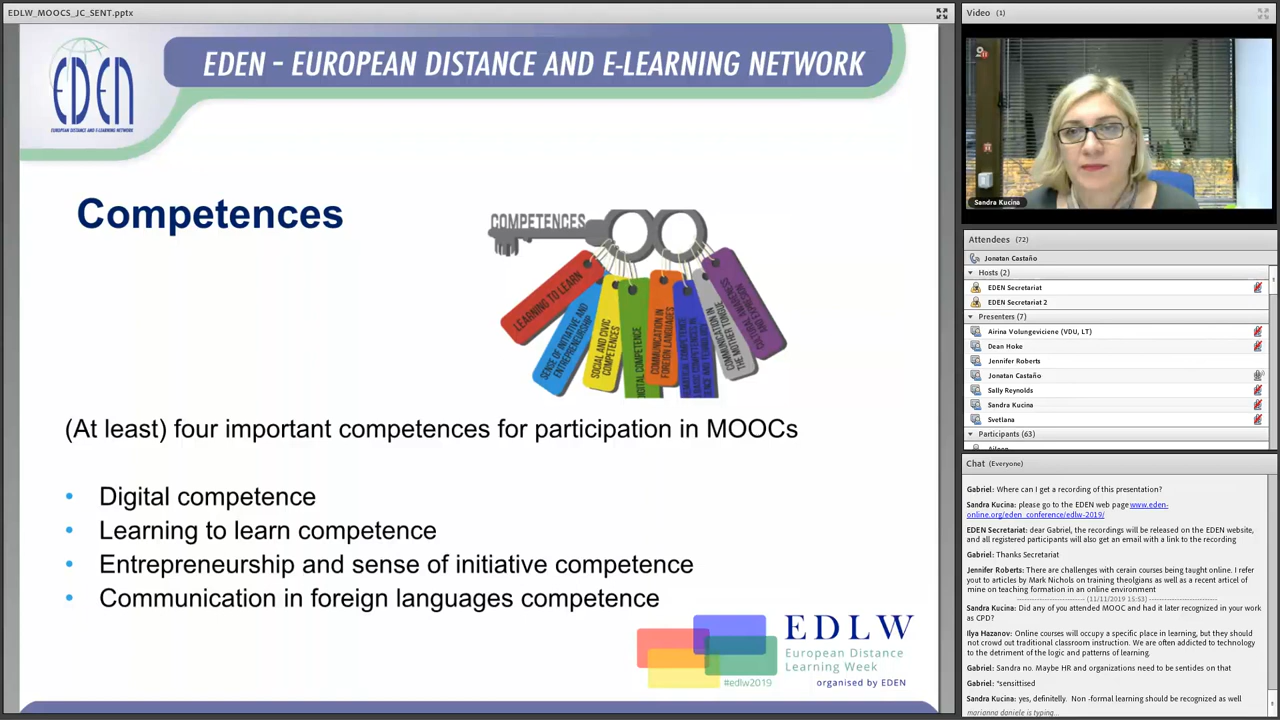 EDLW_MOOCS_JC_SENT.pptx
EDEN
EUROPEAN DISTANCE AND E-LEARNING NETWORK
EDEN – EUROPEAN DISTANCE AND E-LEARNING NETWORK
Competences
COMPETENCES
LEARNING TO LEARN
SENSE OF INITIATIVE AND
ENTREPRENEURSHIP
SOCIAL AND CIVIC
COMPETENCES
DIGITAL COMPETENCE
COMMUNICATION IN
FOREIGN LANGUAGES
COMMUNICATION IN
THE MOTHER TONGUE
(At least) four important competences for participation in MOOCs
• Digital competence
• Learning to learn competence
• Entrepreneurship and sense of initiative competence
• Communication in foreign languages competence
EDLW
European Distance
Learning Week
#edlw2019
organised by EDEN
Video (1)
Sandra Kucina
Attendees (72)
Jonatan Castaño
Hosts (2)
EDEN Secretariat
EDEN Secretariat 2
Presenters (7)
Airina Volungeviciene (VDU, LT)
Dean Hoke
Jennifer Roberts
Jonatan Castaño
Sally Reynolds
Sandra Kucina
Svetlana
Participants (63)
Chat (Everyone)
Gabriel: Where can I get a recording of this presentation?
Sandra Kucina: please go to the EDEN web page www.eden-
online.org/eden_conference/edlw-2019/
EDEN Secretariat: dear Gabriel, the recordings will be released on the EDEN website,
and all registered participants will also get an email with a link to the recording
Gabriel: Thanks Secretariat
Jennifer Roberts: There are challenges with cerain courses being taught online. I refer
yout to articles by Mark Nichols on training theolgians as well as a recent articel of
mine on teaching formation in an online environment
(11/11/2019 15:53)
Sandra Kucina: Did any of you attended MOOC and had it later recognized in your work
as CPD?
Ilya Hazanov: Online courses will occupy a specific place in learning, but they should
not crowd out traditional classroom instruction. We are often addicted to technology
to the detriment of the logic and patterns of learning.
Gabriel: Sandra no. Maybe HR and organizations need to be sentides on that
Gabriel: *sensittised
Sandra Kucina: yes, definitelly. Non -formal learning should be recognized as well
marianna daniele is typing...